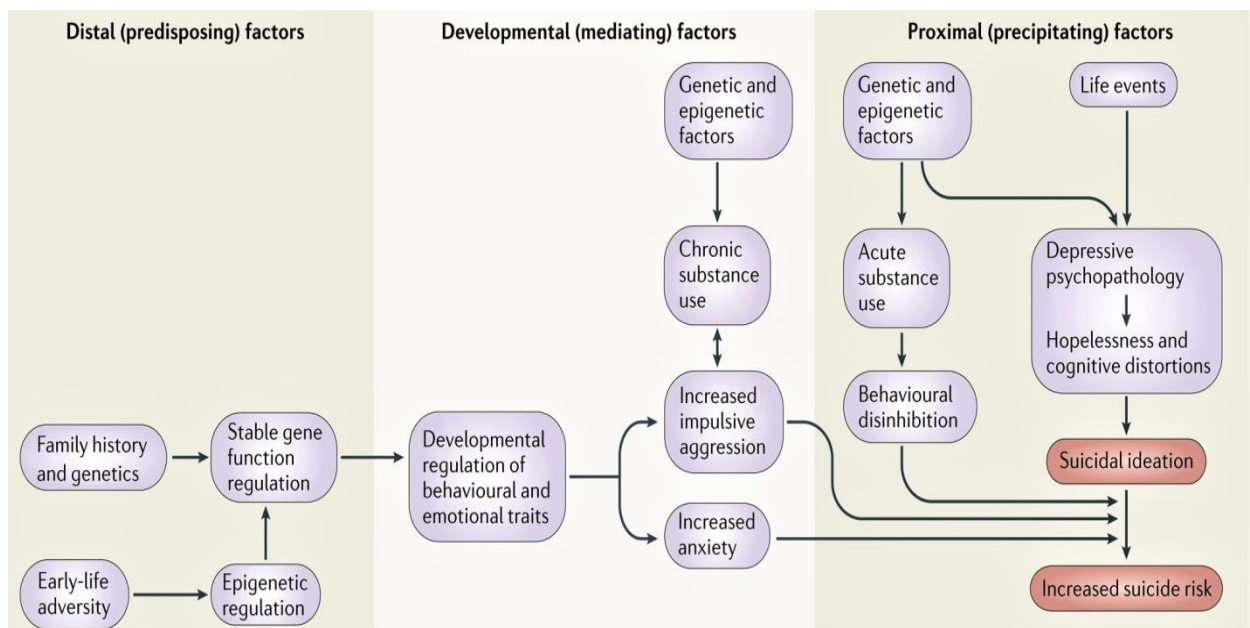 Distal (predisposing) factors
Developmental (mediating) factors
Proximal (precipitating) factors
Genetic and
epigenetic
factors
Genetic and
epigenetic
factors
Life events
Chronic
substance
use
Acute
substance
use
Depressive
psychopathology
Hopelessness and
cognitive distortions
Family history
and genetics
Stable gene
function
regulation
Developmental
regulation of
behavioural and
emotional traits
Increased
impulsive
aggression
Behavioural
disinhibition
Suicidal ideation
Increased
anxiety
Early-life
adversity
Epigenetic
regulation
Increased suicide risk